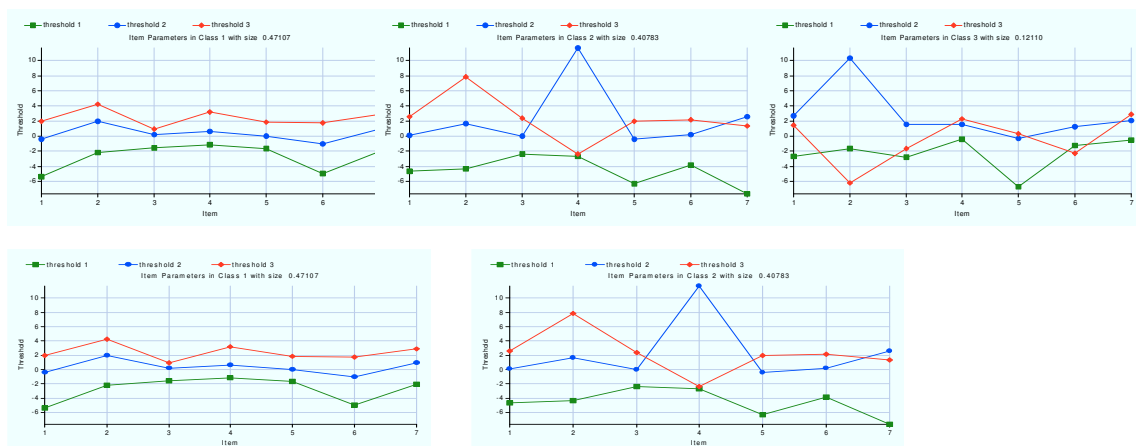 threshold 1 threshold 2 threshold 3
Item Parameters in Class 1 with size 0.47107
Threshold
10
8
6
4
2
0
-2
-4
-6
1 2 3 4 5 6
Item
threshold 1 threshold 2 threshold 3
Item Parameters in Class 2 with size 0.40783
Threshold
10
8
6
4
2
0
-2
-4
-6
1 2 3 4 5 6 7
Item
threshold 1 threshold 2 threshold 3
Item Parameters in Class 3 with size 0.12110
Threshold
10
8
6
4
2
0
-2
-4
-6
1 2 3 4 5 6 7
Item
threshold 1 threshold 2 threshold 3
Item Parameters in Class 1 with size 0.47107
Threshold
10
8
6
4
2
0
-2
-4
-6
1 2 3 4 5 6 7
Item
threshold 1 threshold 2 threshold 3
Item Parameters in Class 2 with size 0.40783
Threshold
10
8
6
4
2
0
-2
-4
-6
1 2 3 4 5 6 7
Item